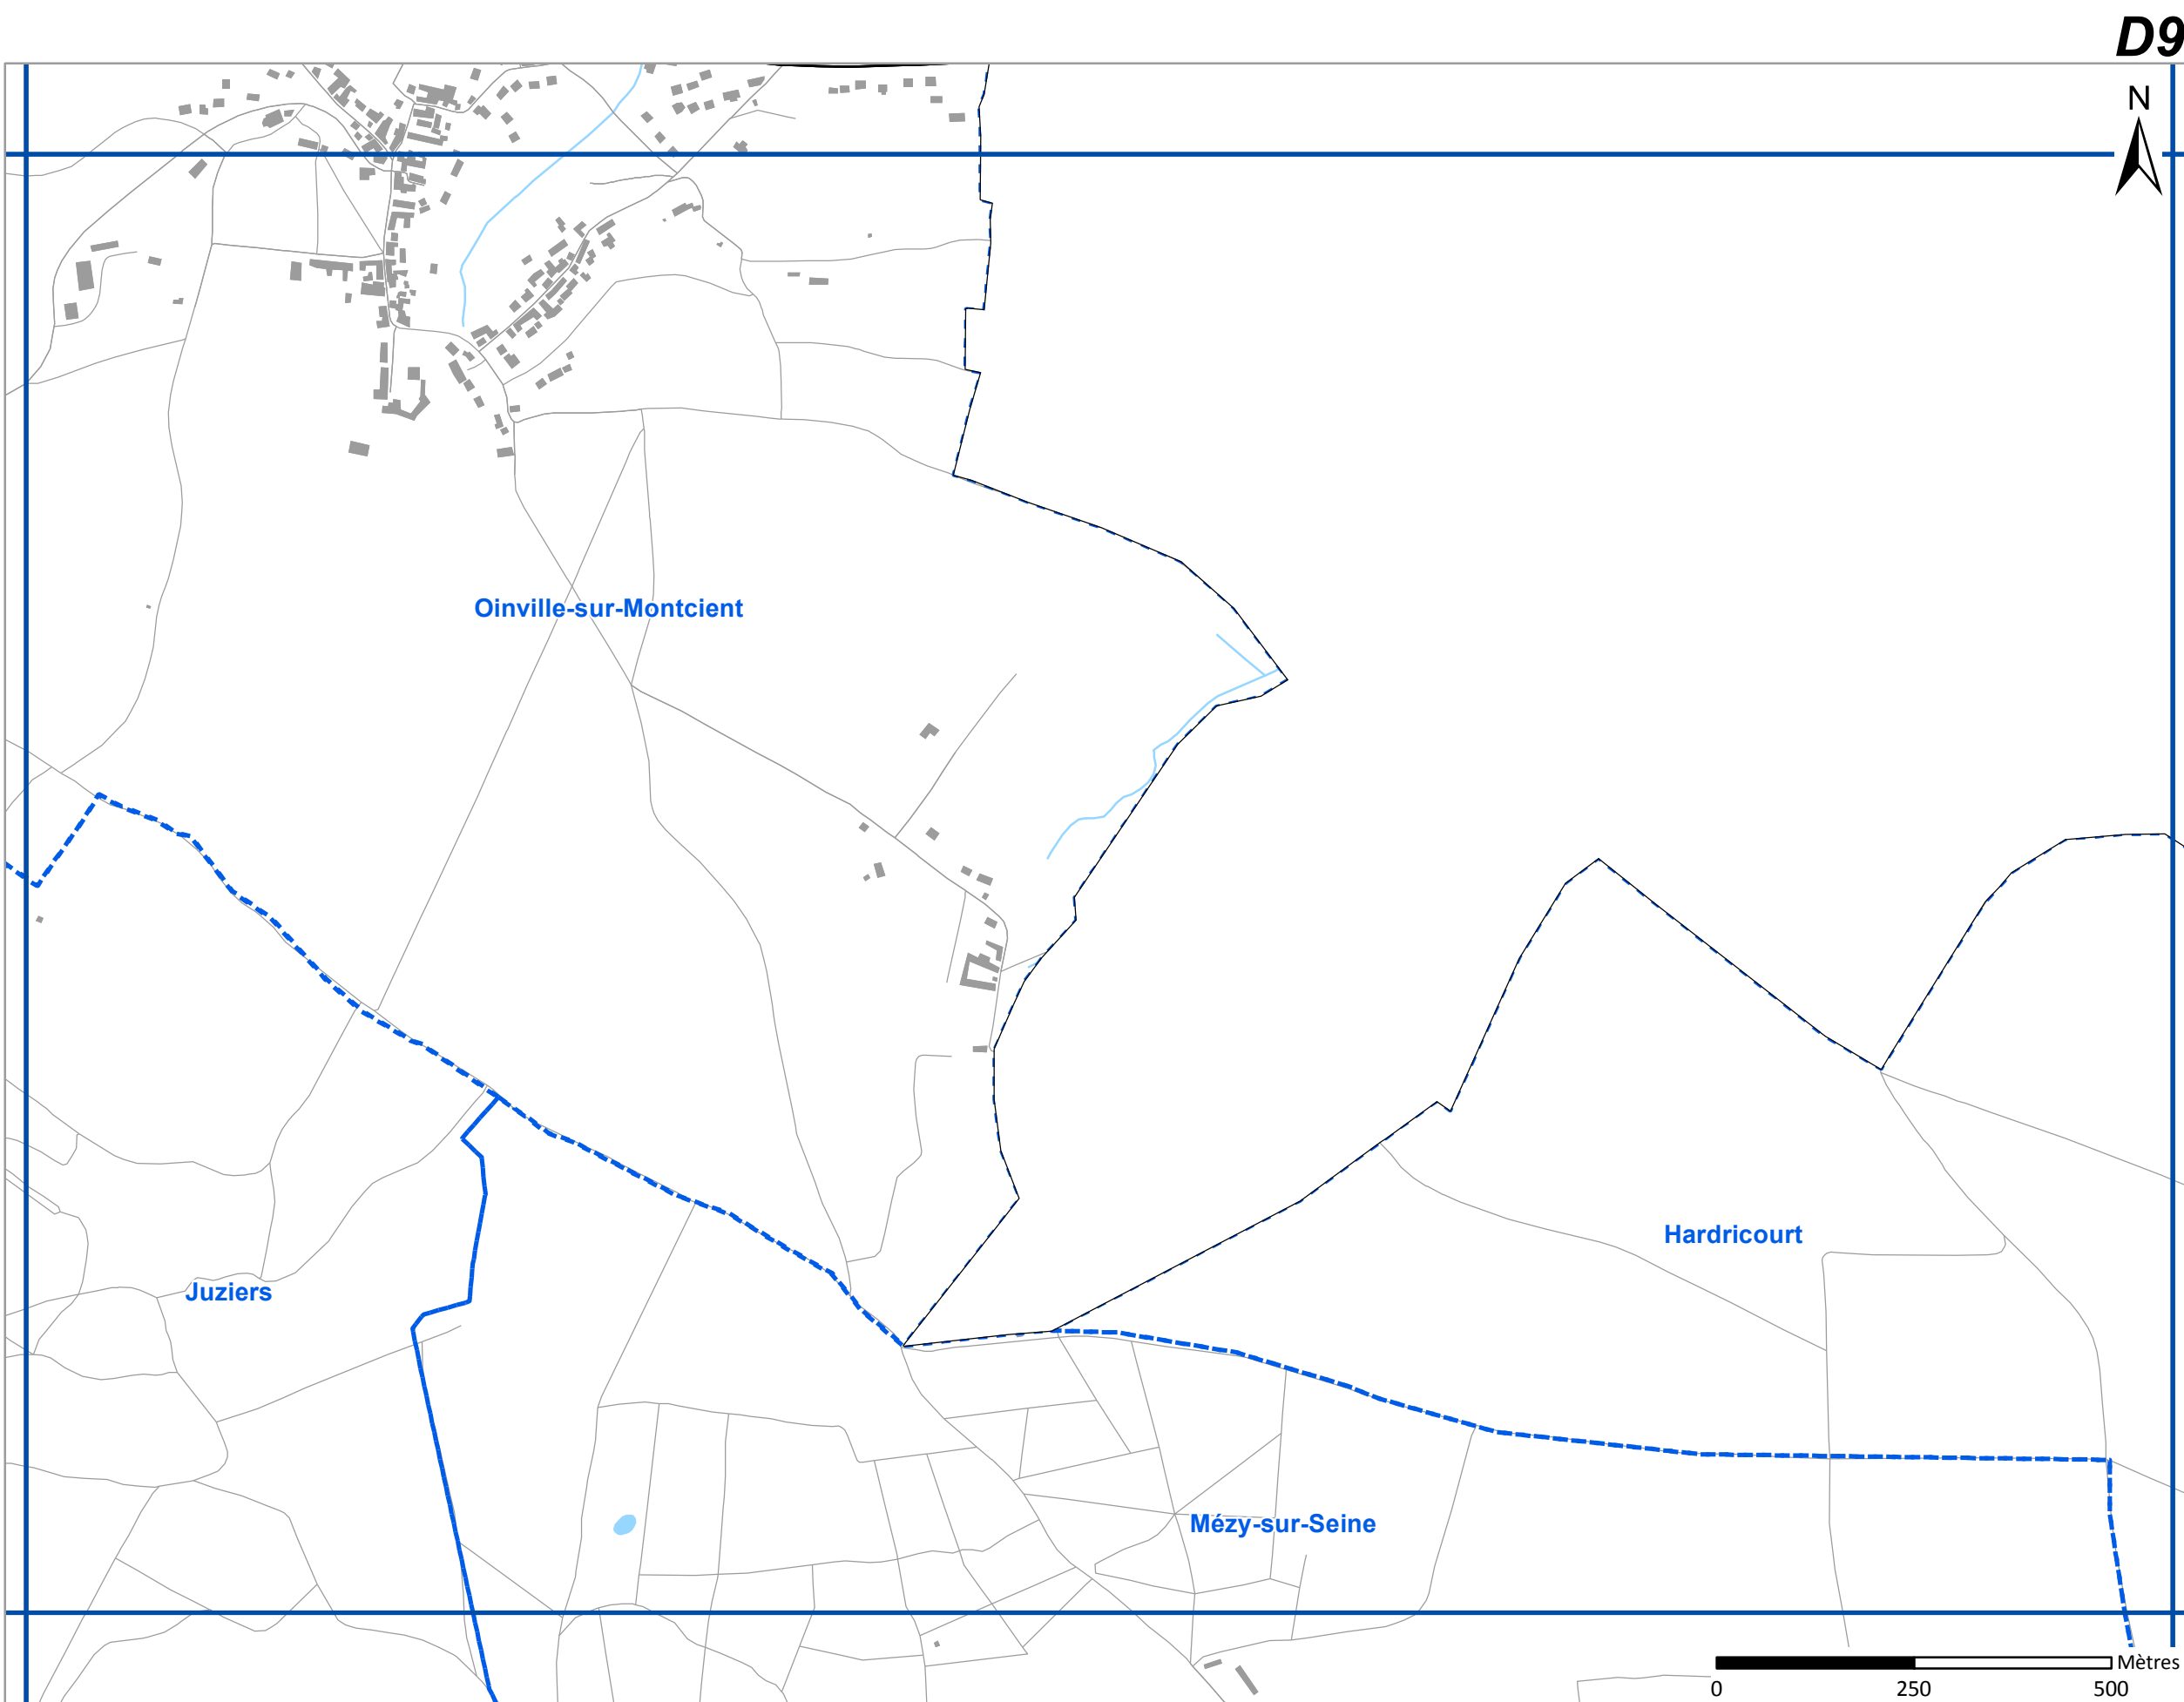 D9
N
Oinville-sur-Montcient
Hardricourt
Juziers
Mézy-sur-Seine
Mètres
0 250 500